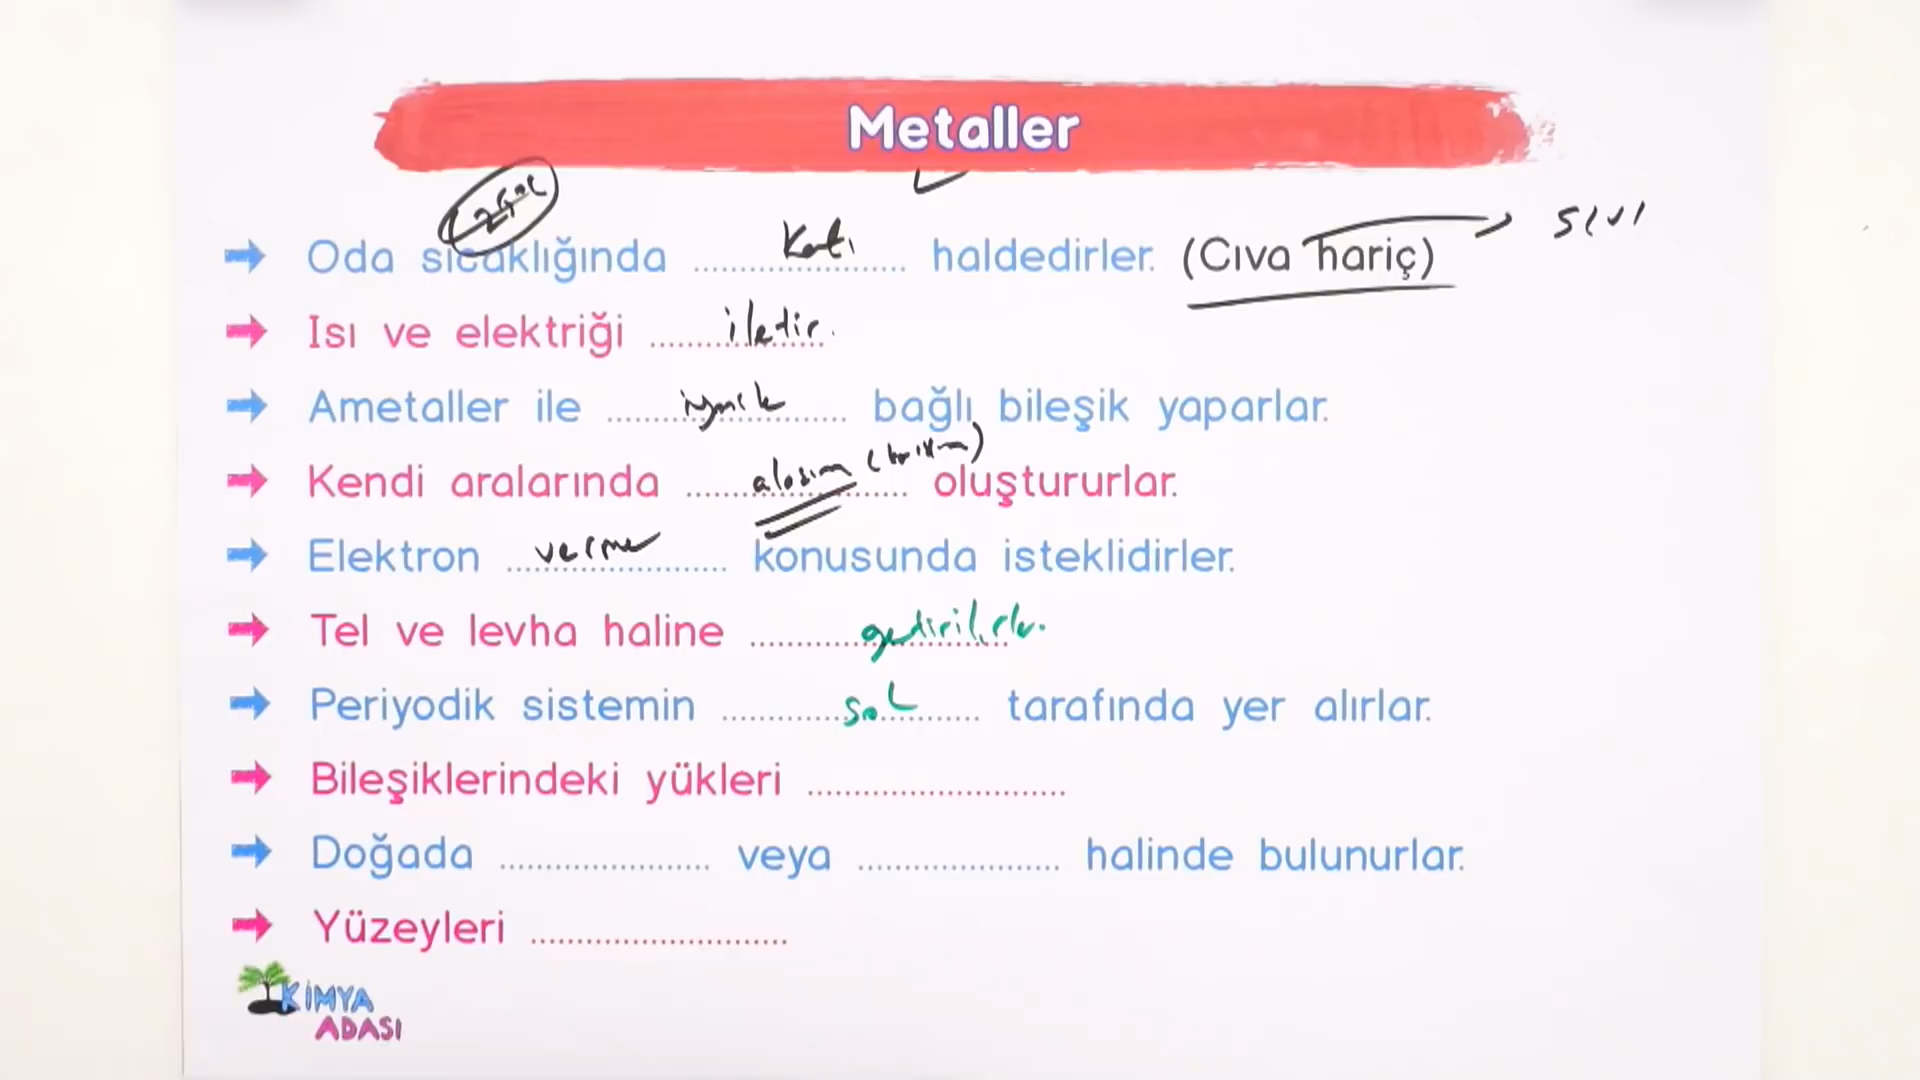 Metaller
25°C
Oda sıcaklığında katı haldedirler. (Cıva hariç) → sıvı
Isı ve elektriği iletir.
Ametaller ile iyonik bağlı bileşik yaparlar.
Kendi aralarında alaşım (karışım) oluştururlar.
Elektron verme konusunda isteklidirler.
Tel ve levha haline getirilirler.
Periyodik sistemin sol tarafında yer alırlar.
Bileşiklerindeki yükleri ............................
Doğada ....................... veya ...................... halinde bulunurlar.
Yüzeyleri ............................
KİMYA
ADASI